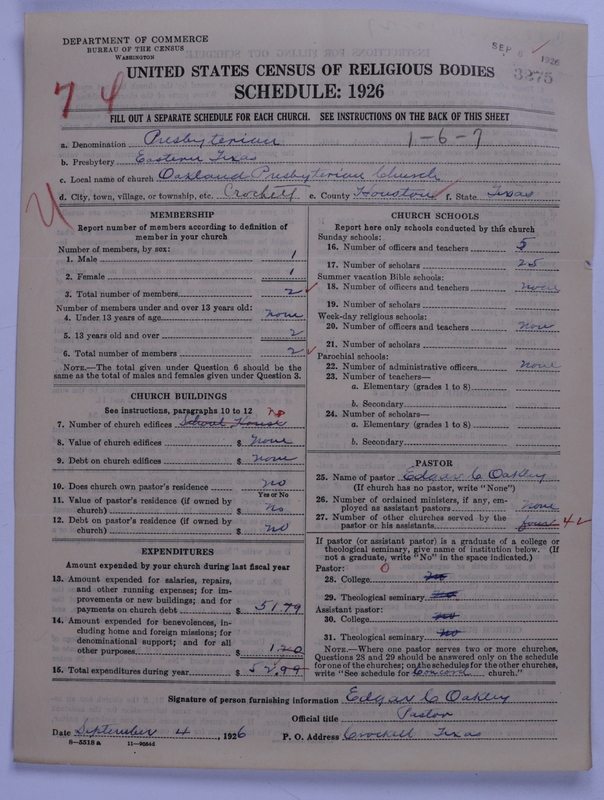 DEPARTMENT OF COMMERCE
BUREAU OF THE CENSUS
WASHINGTON
SEP 8 1926
3275
UNITED STATES CENSUS OF RELIGIOUS BODIES
SCHEDULE: 1926
74
FILL OUT A SEPARATE SCHEDULE FOR EACH CHURCH. SEE INSTRUCTIONS ON THE BACK OF THIS SHEET
a. Denomination Presbyterian 1-6-7
b. Presbytery Eastern Texas
c. Local name of church Oakland Presbyterian Church
d. City, town, village, or township, etc. Crockett e. County Houston f. State Texas
MEMBERSHIP
Report number of members according to definition of
member in your church
Number of members, by sex:
1. Male 1
2. Female 1
3. Total number of members 2
Number of members under and over 13 years old:
4. Under 13 years of age none
5. 13 years old and over 2
6. Total number of members 2
NOTE.—The total given under Question 6 should be the
same as the total of males and females given under Question 3.
CHURCH BUILDINGS
See instructions, paragraphs 10 to 12 no
7. Number of church edifices School House
8. Value of church edifices $ none
9. Debt on church edifices $ none
10. Does church own pastor's residence no
Yes or No
11. Value of pastor's residence (if owned by
church) $ No
12. Debt on pastor's residence (if owned by
church) $ no
EXPENDITURES
Amount expended by your church during last fiscal year
13. Amount expended for salaries, repairs,
and other running expenses; for im-
provements or new buildings; and for
payments on church debt $ 51.79
14. Amount expended for benevolences, in-
cluding home and foreign missions; for
denominational support; and for all
other purposes $ 1.20
15. Total expenditures during year $ 52.99
CHURCH SCHOOLS
Report here only schools conducted by this church
Sunday schools:
16. Number of officers and teachers 5
17. Number of scholars 25
Summer vacation Bible schools:
18. Number of officers and teachers none
19. Number of scholars
Week-day religious schools:
20. Number of officers and teachers none
21. Number of scholars
Parochial schools:
22. Number of administrative officers none
23. Number of teachers—
a. Elementary (grades 1 to 8)
b. Secondary
24. Number of scholars—
a. Elementary (grades 1 to 8)
b. Secondary
PASTOR
25. Name of pastor Edgar C Oakley
(If church has no pastor, write "None")
26. Number of ordained ministers, if any, em-
ployed as assistant pastors none
27. Number of other churches served by the
pastor or his assistants four 4
If pastor (or assistant pastor) is a graduate of a college or
theological seminary, give name of institution below. (If
not a graduate, write "No" in the space indicated.)
Pastor: 0
28. College no
29. Theological seminary no
Assistant pastor:
30. College no
31. Theological seminary no
NOTE.—Where one pastor serves two or more churches,
Questions 28 and 29 should be answered only on the schedule
for one of the churches; on the schedules for the other churches,
write "See schedule for Concord church."
Signature of person furnishing information Edgar C Oakley
Official title Pastor
Date September 4, 1926 P. O. Address Crockett Texas
8—5518 a